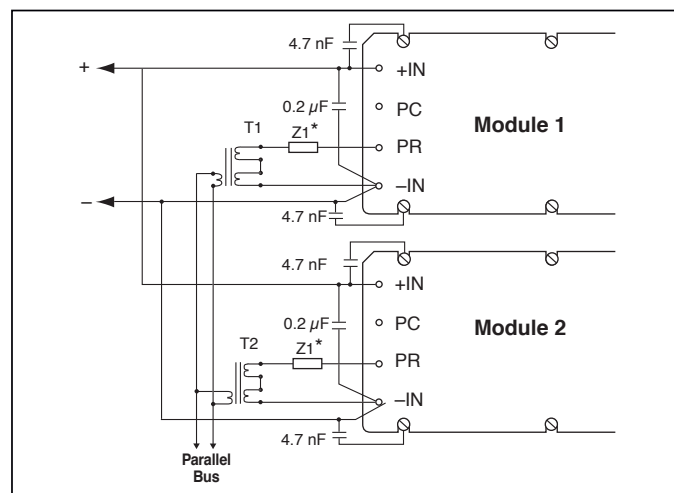 4.7 nF
+
+IN
0.2 µF
PC
T1
Z1*
Module 1
PR
–IN
–
4.7 nF
4.7 nF
+IN
0.2 µF
PC
T2
Z1*
Module 2
PR
–IN
4.7 nF
Parallel
Bus